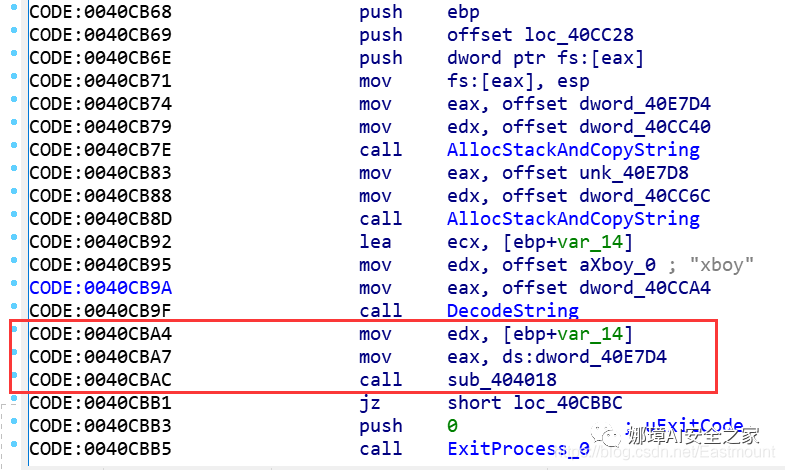 CODE:0040CB68 push ebp
CODE:0040CB69 push offset loc_40CC28
CODE:0040CB6E push dword ptr fs:[eax]
CODE:0040CB71 mov fs:[eax], esp
CODE:0040CB74 mov eax, offset dword_40E7D4
CODE:0040CB79 mov edx, offset dword_40CC40
CODE:0040CB7E call AllocStackAndCopyString
CODE:0040CB83 mov eax, offset unk_40E7D8
CODE:0040CB88 mov edx, offset dword_40CC6C
CODE:0040CB8D call AllocStackAndCopyString
CODE:0040CB92 lea ecx, [ebp+var_14]
CODE:0040CB95 mov edx, offset aXboy_0 ; "xboy"
CODE:0040CB9A mov eax, offset dword_40CCA4
CODE:0040CB9F call DecodeString
CODE:0040CBA4 mov edx, [ebp+var_14]
CODE:0040CBA7 mov eax, ds:dword_40E7D4
CODE:0040CBAC call sub_404018
CODE:0040CBB1 jz short loc_40CBBC
CODE:0040CBB3 push 0 ; uExitCode
娜璋AI安全之家
CODE:0040CBB5 call ExitProcess_0
https://blog.csdn.net/Eastmount